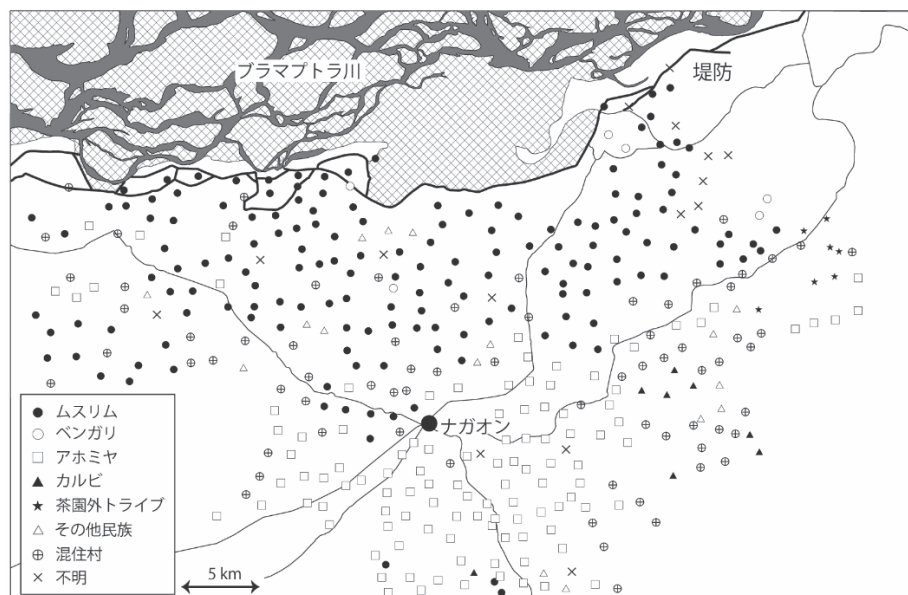 ブラマプトラ川
堤防
ナガオン
ムスリム
ベンガリ
アホミヤ
カルビ
茶園外トライブ
その他民族
混住村
不明
5 km